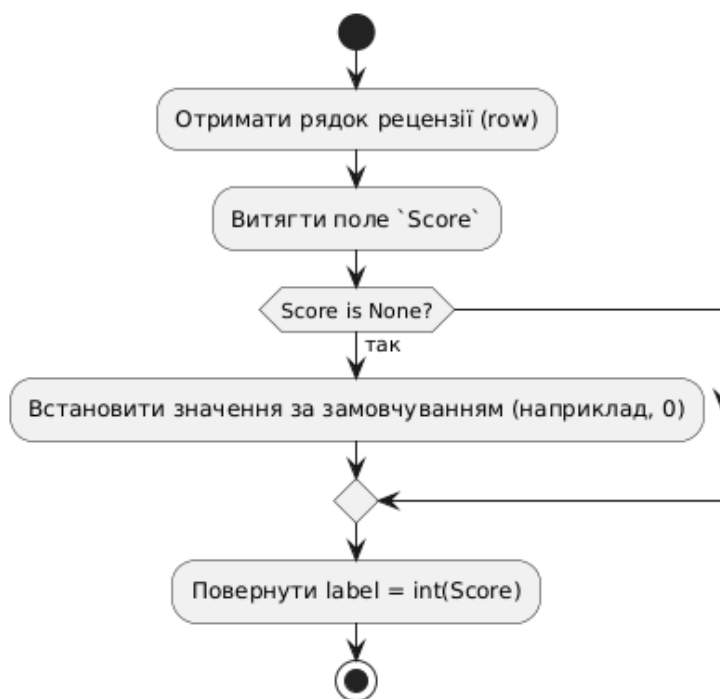 Отримати рядок рецензії (row)
Витягти поле `Score`
Score is None?
так
Встановити значення за замовчуванням (наприклад, 0)
Повернути label = int(Score)